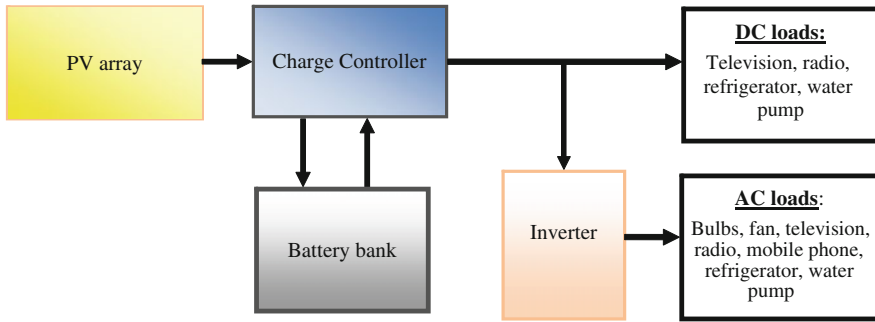 PV array
Charge Controller
DC loads:
Television, radio,
refrigerator, water
pump
Battery bank
Inverter
AC loads:
Bulbs, fan, television,
radio, mobile phone,
refrigerator, water
pump